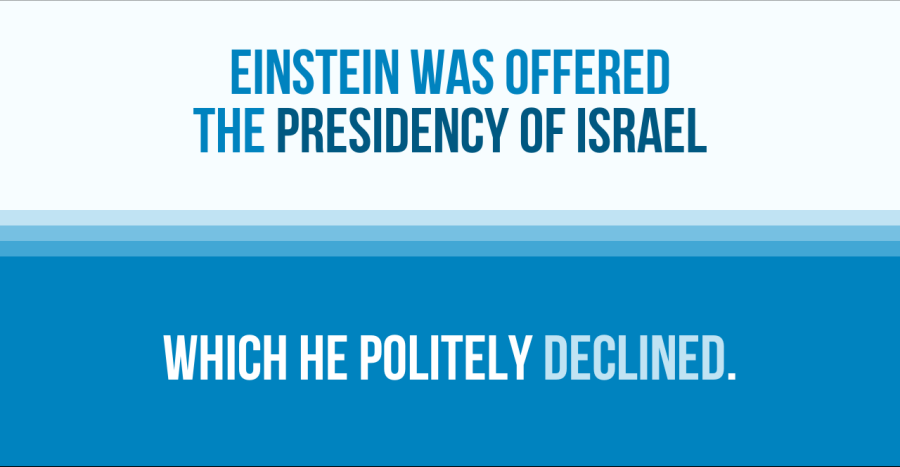 EINSTEIN WAS OFFERED
THE PRESIDENCY OF ISRAEL
WHICH HE POLITELY DECLINED.